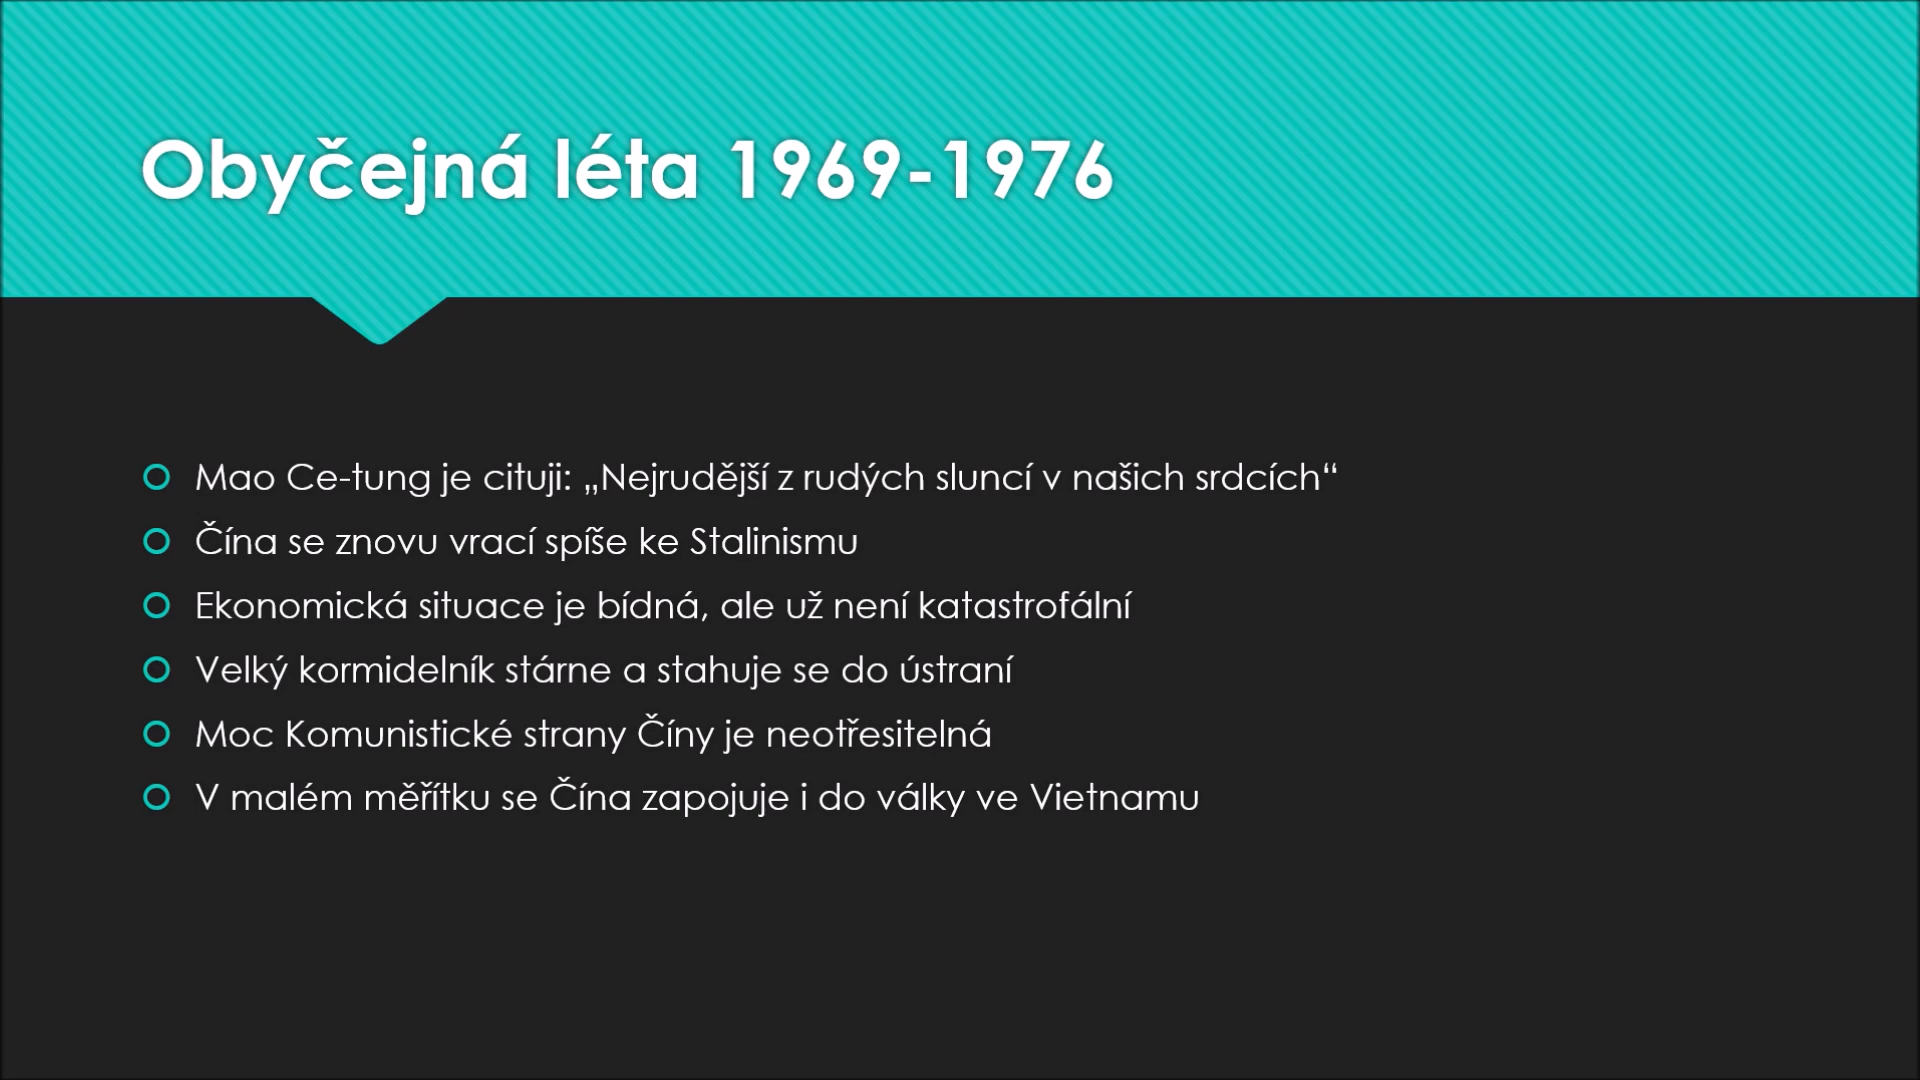 Obyčejná léta 1969-1976
Mao Ce-tung je cituji: „Nejrudější z rudých sluncí v našich srdcích“
Čína se znovu vrací spíše ke Stalinismu
Ekonomická situace je bídná, ale už není katastrofální
Velký kormidelník stárne a stahuje se do ústraní
Moc Komunistické strany Číny je neotřesitelná
V malém měřítku se Čína zapojuje i do války ve Vietnamu